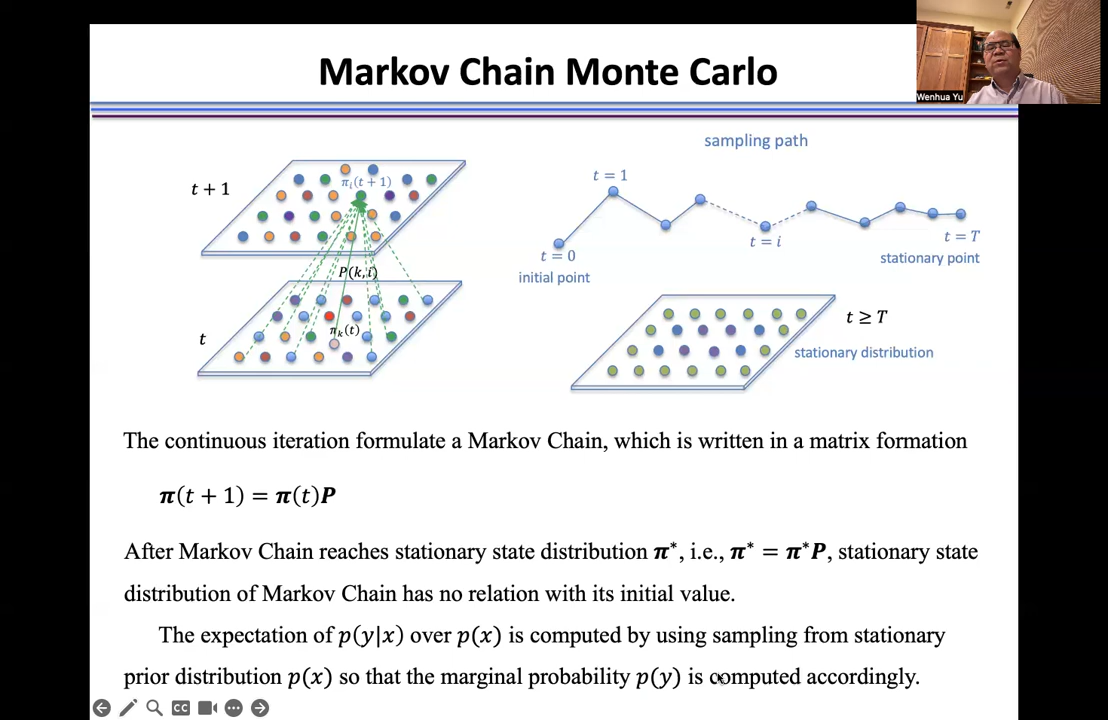 Markov Chain Monte Carlo
Wenhua Yu
sampling path
t + 1
π_i(t + 1)
t = 1
P(k,i)
t = 0
initial point
t = i
t = T
stationary point
t
π_k(t)
t ≥ T
stationary distribution
The continuous iteration formulate a Markov Chain, which is written in a matrix formation
π(t + 1) = π(t)P
After Markov Chain reaches stationary state distribution π*, i.e., π* = π*P, stationary state
distribution of Markov Chain has no relation with its initial value.
The expectation of p(y|x) over p(x) is computed by using sampling from stationary
prior distribution p(x) so that the marginal probability p(y) is computed accordingly.
CC